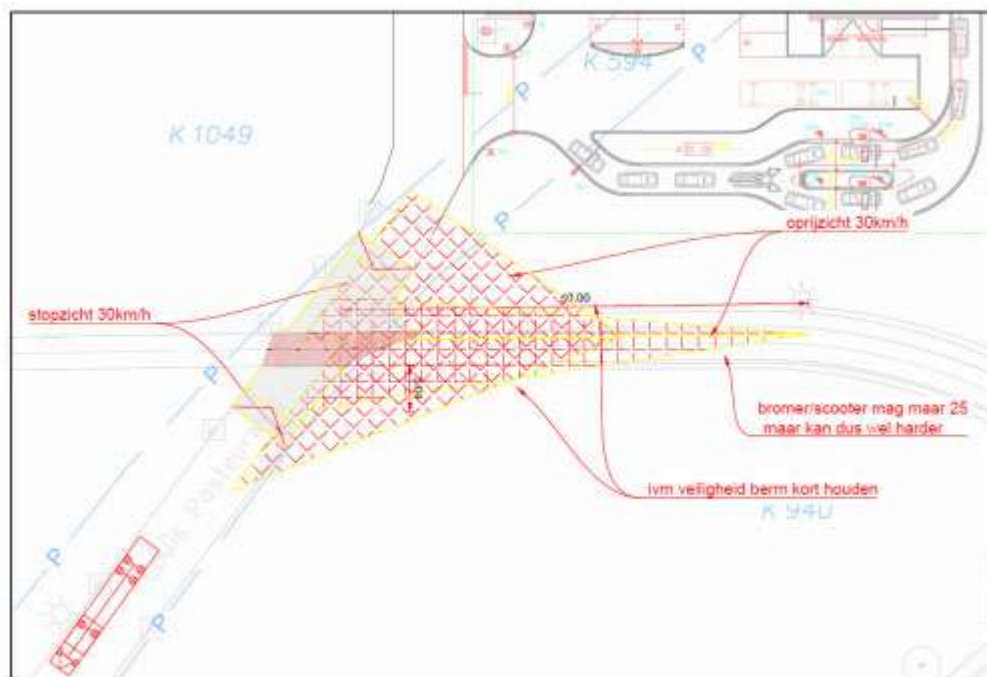 K 594
P
P
K 1049
P
P
oprijzicht 30km/h
stopzicht 30km/h
P
bromer/scooter mag maar 25
maar kan dus wel harder
ivm veiligheid berm kort houden
K 940
P
P